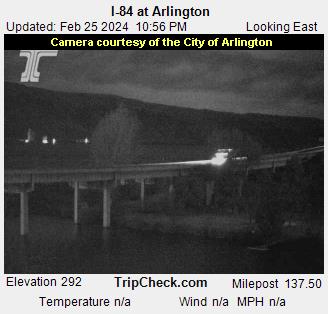 I-84 at Arlington
Updated: Feb 25 2024 10:56 PM Looking East
Camera courtesy of the City of Arlington
Elevation 292 TripCheck.com Milepost 137.50
Temperature n/a Wind n/a MPH n/a